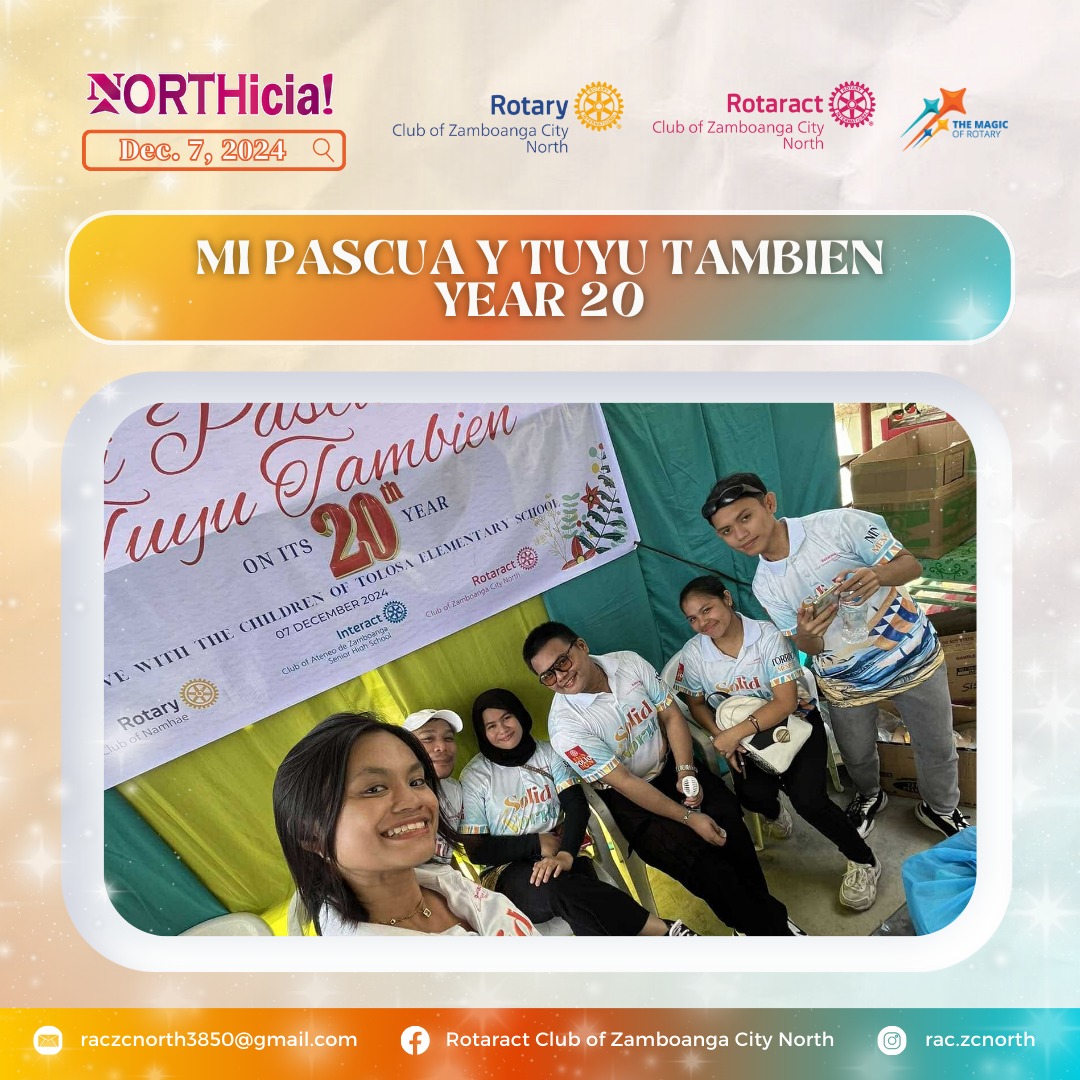 NORTHicia!
Dec. 7, 2024
Rotary
Club of Zamboanga City
North
Rotaract
Club of Zamboanga City
North
THE MAGIC
OF ROTARY
MI PASCUA Y TUYU TAMBIEN
YEAR 20
Tuyu Tambien
ON ITS 20th YEAR
WITH THE CHILDREN OF TOLOSA ELEMENTARY SCHOOL
07 DECEMBER 2024
Rotary
Club of Namhae
Interact
Club of Ateneo de Zamboanga
Senior High School
Rotaract
Club of Zamboanga City North
Solid
Solid
Solid
raczcnorth3850@gmail.com
Rotaract Club of Zamboanga City North
rac.zcnorth